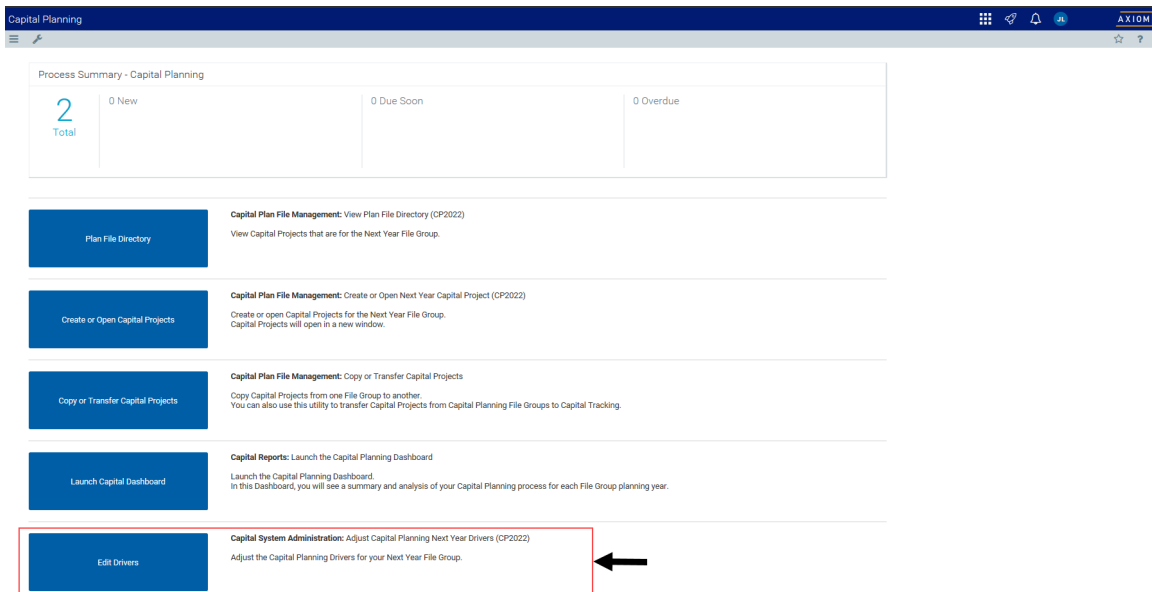 Capital Planning
JL
AXIOM
?
Process Summary - Capital Planning
2
Total
0 New
0 Due Soon
0 Overdue
Plan File Directory
Capital Plan File Management: View Plan File Directory (CP2022)
View Capital Projects that are for the Next Year File Group.
Create or Open Capital Projects
Capital Plan File Management: Create or Open Next Year Capital Project (CP2022)
Create or open Capital Projects for the Next Year File Group.
Capital Projects will open in a new window.
Copy or Transfer Capital Projects
Capital Plan File Management: Copy or Transfer Capital Projects
Copy Capital Projects from one File Group to another.
You can also use this utility to transfer Capital Projects from Capital Planning File Groups to Capital Tracking.
Launch Capital Dashboard
Capital Reports: Launch the Capital Planning Dashboard
Launch the Capital Planning Dashboard.
In this Dashboard, you will see a summary and analysis of your Capital Planning process for each File Group planning year.
Edit Drivers
Capital System Administration: Adjust Capital Planning Next Year Drivers (CP2022)
Adjust the Capital Planning Drivers for your Next Year File Group.